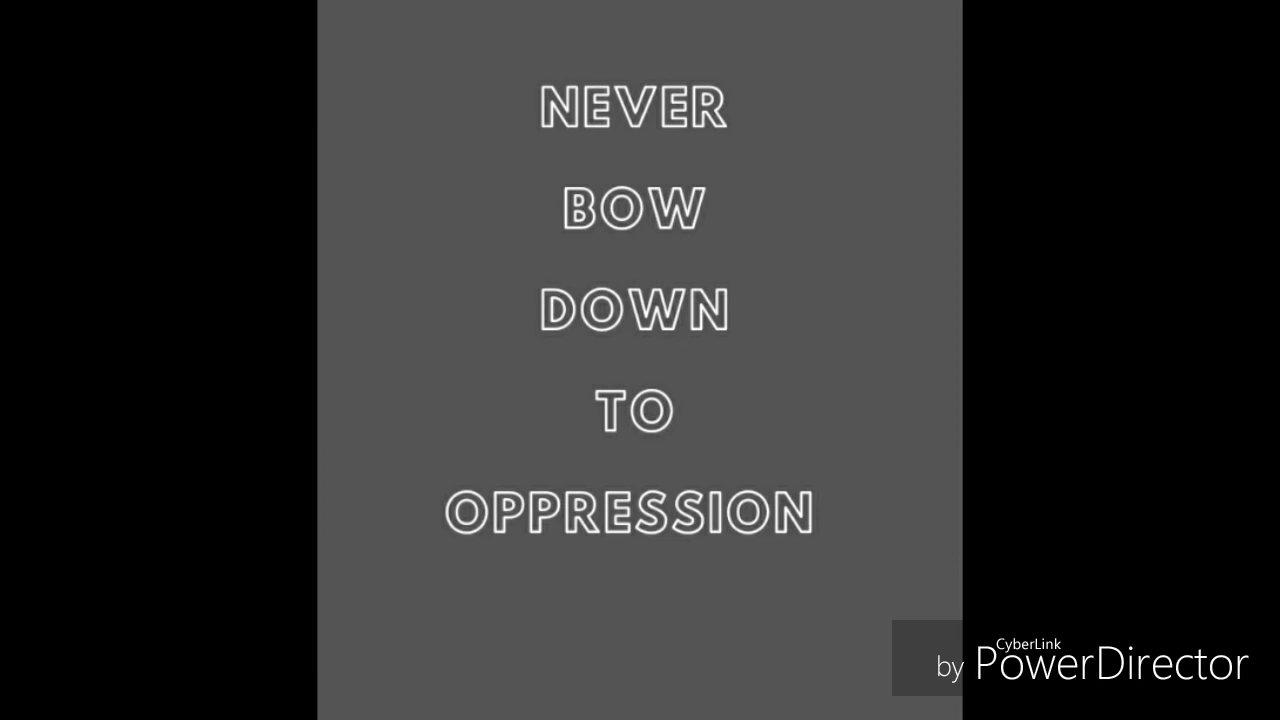 NEVER
BOW
DOWN
TO
OPPRESSION
CyberLink
by PowerDirector